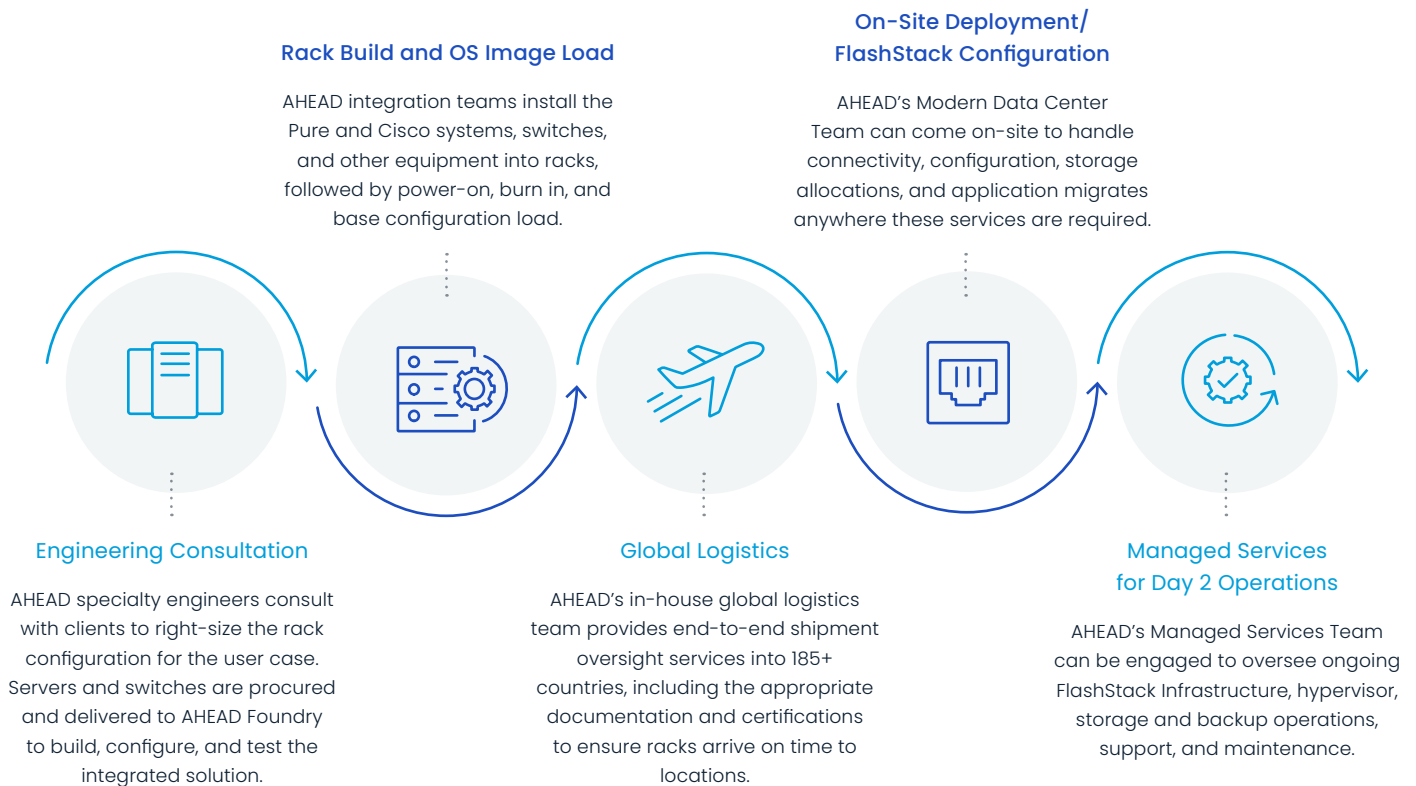 Rack Build and OS Image Load
AHEAD integration teams install the
Pure and Cisco systems, switches,
and other equipment into racks,
followed by power-on, burn in, and
base configuration load.
On-Site Deployment/
FlashStack Configuration
AHEAD's Modern Data Center
Team can come on-site to handle
connectivity, configuration, storage
allocations, and application migrates
anywhere these services are required.
Engineering Consultation
AHEAD specialty engineers consult
with clients to right-size the rack
configuration for the user case.
Servers and switches are procured
and delivered to AHEAD Foundry
to build, configure, and test the
integrated solution.
Global Logistics
AHEAD's in-house global logistics
team provides end-to-end shipment
oversight services into 185+
countries, including the appropriate
documentation and certifications
to ensure racks arrive on time to
locations.
Managed Services
for Day 2 Operations
AHEAD's Managed Services Team
can be engaged to oversee ongoing
FlashStack Infrastructure, hypervisor,
storage and backup operations,
support, and maintenance.